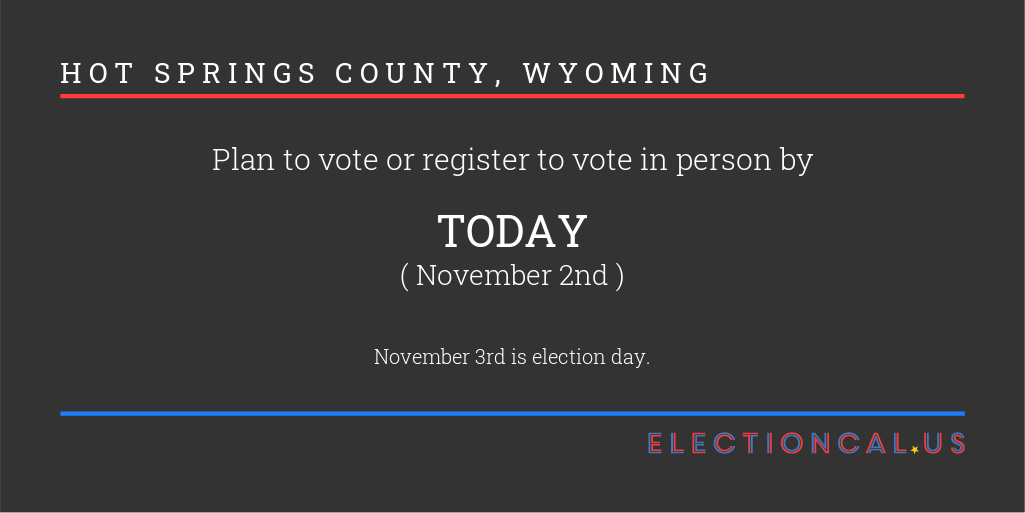 HOT SPRINGS COUNTY, WYOMING
Plan to vote or register to vote in person by
TODAY
( November 2nd )
November 3rd is election day.
ELECTIONCAL★US